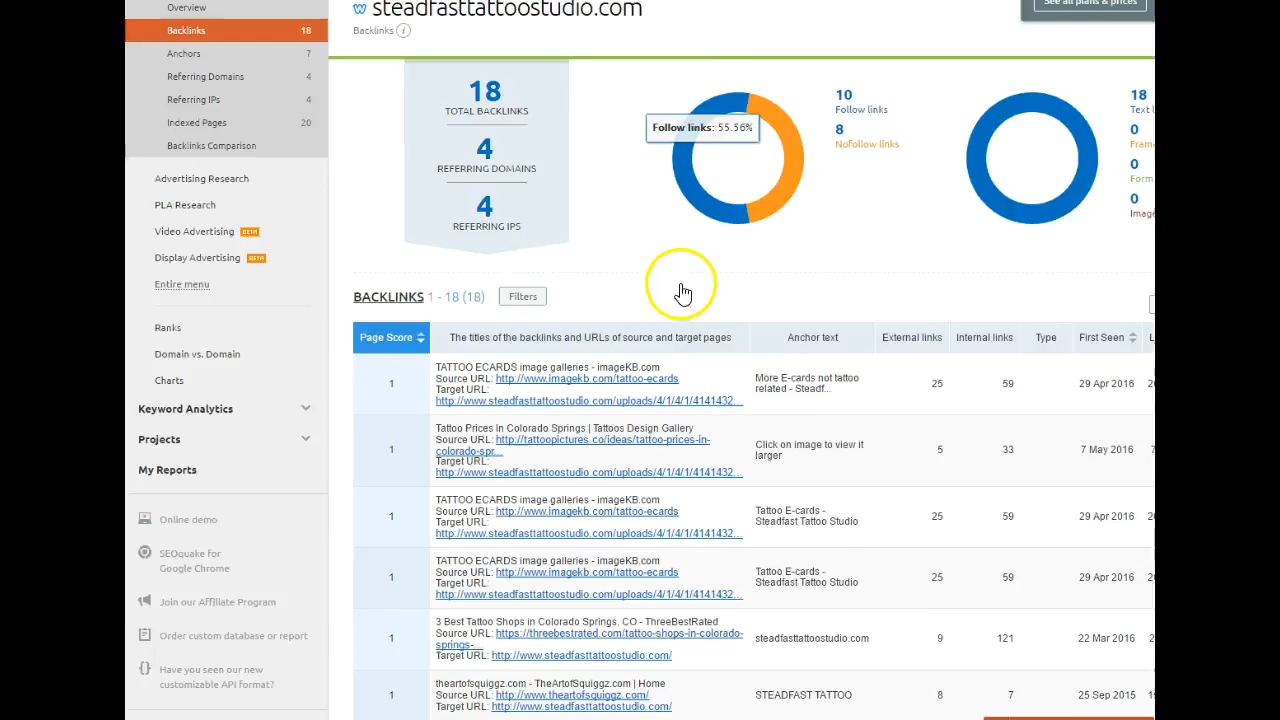 Overview
Backlinks 18
Anchors 7
Referring Domains 4
Referring IPs 4
Indexed Pages 20
Backlinks Comparison
Advertising Research
PLA Research
Video Advertising BETA
Display Advertising BETA
Entire menu
Ranks
Domain vs. Domain
Charts
Keyword Analytics
Projects
My Reports
Online demo
SEOquake for
Google Chrome
Join our Affiliate Program
Order custom database or report
Have you seen our new
customizable API format?
steadfasttattoostudio.com
See all plans & prices
Backlinks i
18
TOTAL BACKLINKS
4
REFERRING DOMAINS
4
REFERRING IPS
Follow links: 55.56%
10
Follow links
8
Nofollow links
18
Text l
0
Fram
0
Form
0
Imag
BACKLINKS 1 - 18 (18) Filters
Page Score The titles of the backlinks and URLs of source and target pages Anchor text External links Internal links Type First Seen L
TATTOO ECARDS image galleries - imageKB.com
Source URL: http://www.imagekb.com/tattoo-ecards
Target URL:
http://www.steadfasttattoostudio.com/uploads/4/1/4/1/4141432...
1
More E-cards not tattoo
related - Steadf...
25 59 29 Apr 2016 20
Tattoo Prices In Colorado Springs | Tattoos Design Gallery
Source URL: http://tattoopictures.co/ideas/tattoo-prices-in-
colorado-spr...
Target URL:
http://www.steadfasttattoostudio.com/uploads/4/1/4/1/4141432...
1
Click on image to view it
larger
5 33 7 May 2016 7
TATTOO ECARDS image galleries - imageKB.com
Source URL: http://www.imagekb.com/tattoo-ecards
Target URL:
http://www.steadfasttattoostudio.com/uploads/4/1/4/1/4141432...
1
Tattoo E-cards -
Steadfast Tattoo Studio
25 59 29 Apr 2016 20
TATTOO ECARDS image galleries - imageKB.com
Source URL: http://www.imagekb.com/tattoo-ecards
Target URL:
http://www.steadfasttattoostudio.com/uploads/4/1/4/1/4141432...
1
Tattoo E-cards -
Steadfast Tattoo Studio
25 59 29 Apr 2016 20
3 Best Tattoo Shops in Colorado Springs, CO - ThreeBestRated
Source URL: https://threebestrated.com/tattoo-shops-in-colorado-
springs-...
Target URL: http://www.steadfasttattoostudio.com/
1
steadfasttattoostudio.com
9 121 22 Mar 2016 20
theartofsquiggz.com - TheArtOfSquiggz.com | Home
Source URL: http://www.theartofsquiggz.com/
Target URL: http://www.steadfasttattoostudio.com/
1
STEADFAST TATTOO
8 7 25 Sep 2015